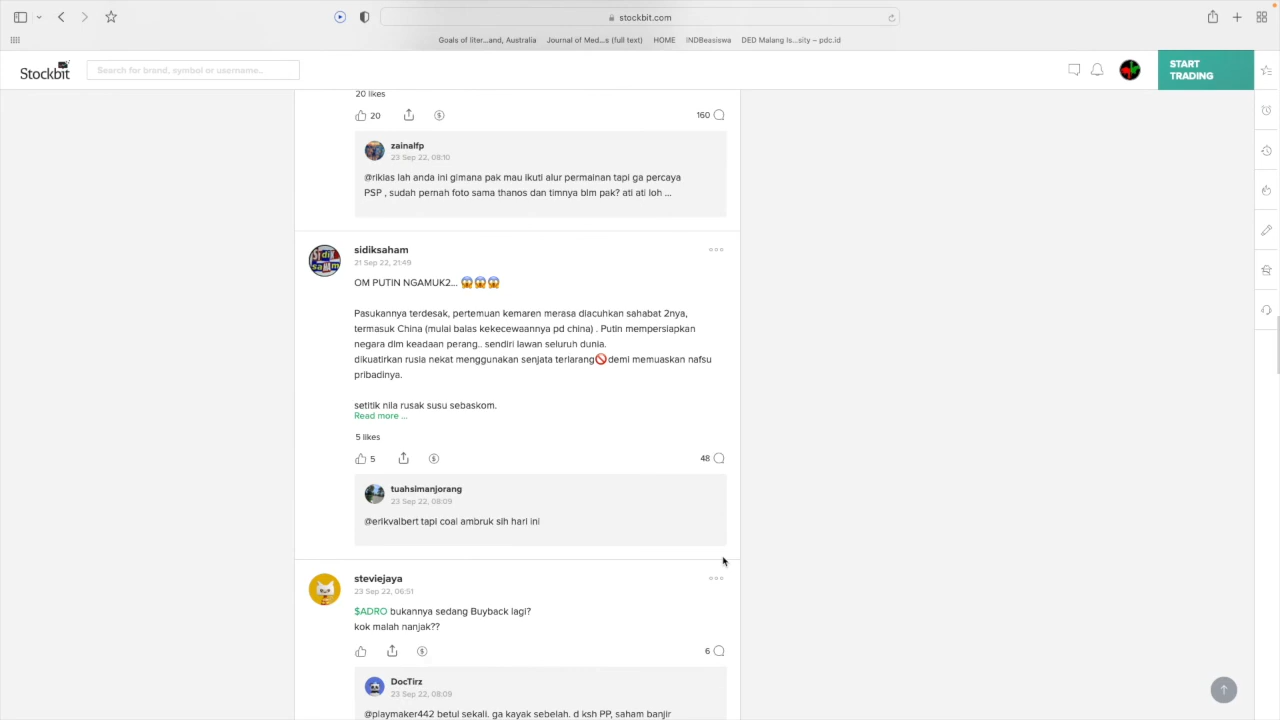 stockbit.com
Goals of liter...and, Australia Journal of Med...s (full text) HOME INDBeasiswa DED Malang Is...sity – pdc.id
Stockbit
Search for brand, symbol or username...
START
TRADING
20 likes
20
160
zainalfp
23 Sep 22, 08:10
@rikias lah anda ini gimana pak mau ikuti alur permainan tapi ga percaya
PSP , sudah pernah foto sama thanos dan timnya blm pak? ati ati loh ...
sidiksaham
21 Sep 22, 21:49
OM PUTIN NGAMUK2... 😱😱😱
Pasukannya terdesak, pertemuan kemaren merasa diacuhkan sahabat 2nya,
termasuk China (mulai balas kekecewaannya pd china) . Putin mempersiapkan
negara dlm keadaan perang.. sendiri lawan seluruh dunia.
dikuatirkan rusia nekat menggunakan senjata terlarang🚫demi memuaskan nafsu
pribadinya.
setitik nila rusak susu sebaskom.
Read more ...
5 likes
5
48
tuahsimanjorang
23 Sep 22, 08:09
@erikvalbert tapi coal ambruk sih hari ini
steviejaya
23 Sep 22, 06:51
$ADRO bukannya sedang Buyback lagi?
kok malah nanjak??
6
DocTirz
23 Sep 22, 08:09
@playmaker442 betul sekali. ga kayak sebelah. d ksh PP, saham banjir